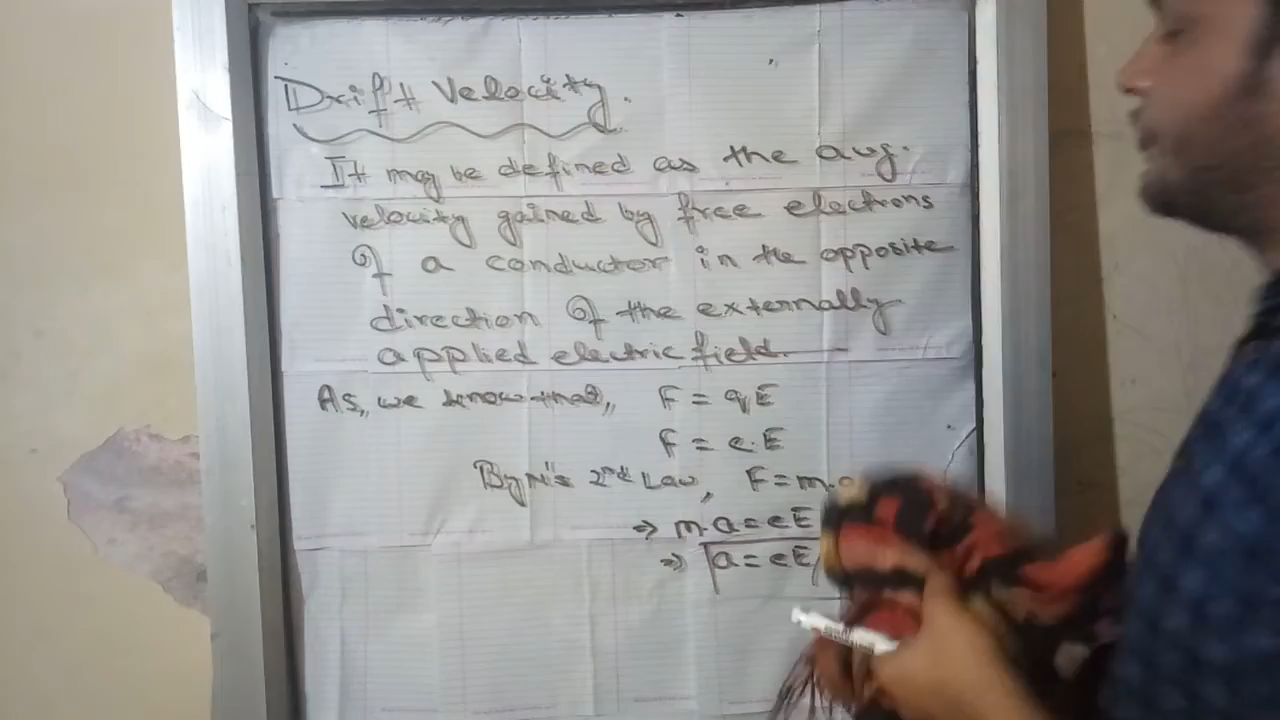 Drift Velocity.
It may be defined as the avg.
velocity gained by free electrons
of a conductor in the opposite
direction of the externally
applied electric field.
As, we know that,, F = qE
F = e.E
By N's 2nd Law, F = m.a
⇒ m.a = eE
⇒ a = eE/